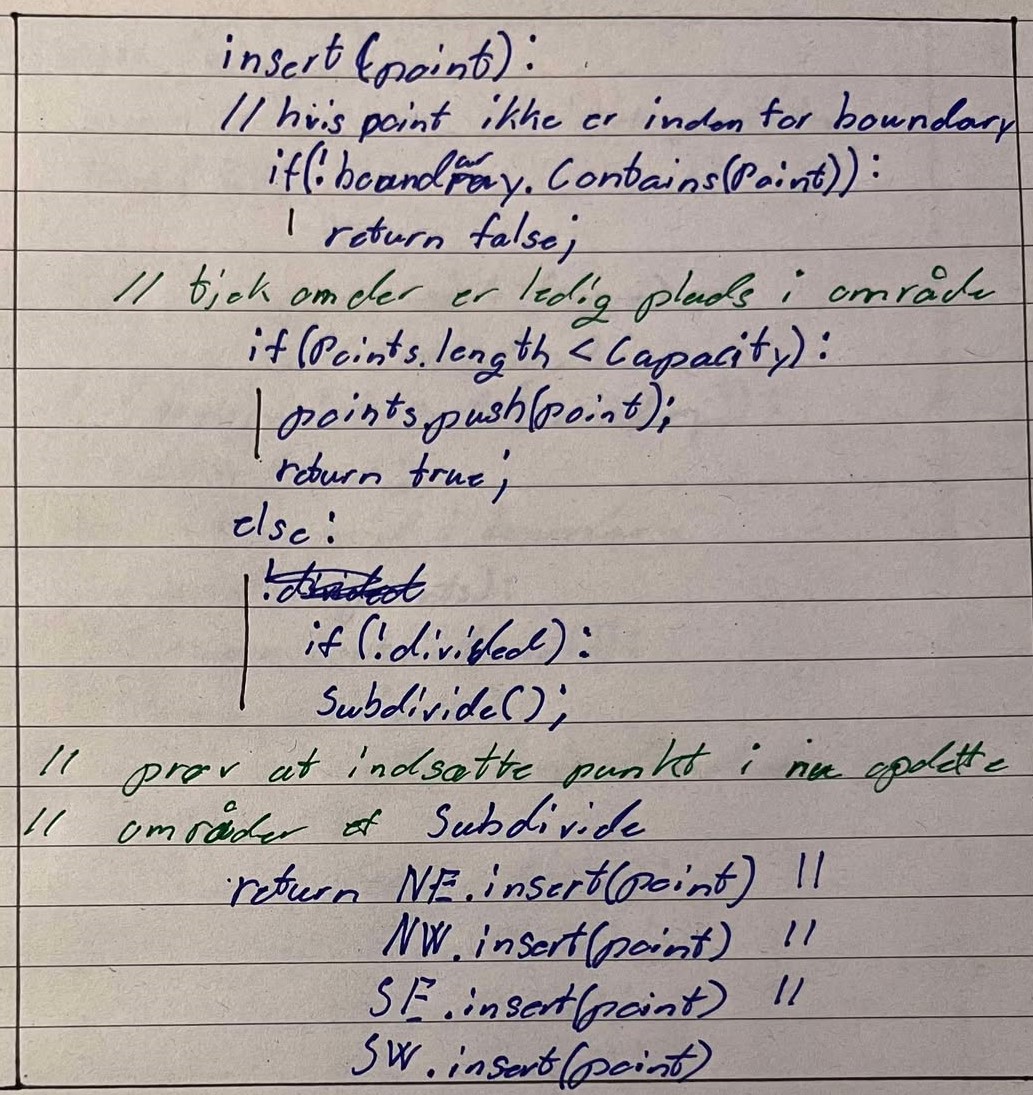 insert(point):
// hvis point ikke er inden for boundary
if(!boundary.Contains(Point)):
return false;
// tjek om der er ledig plads i område
if(Points.length < Capacity):
points.push(point);
return true;
else:
!divided
if (!divided):
Subdivide();
// prøv at indsætte punkt i nu opdelte
// områder af Subdivide
return NE.insert(point) ||
NW.insert(point) ||
SE.insert(point) ||
SW.insert(point)